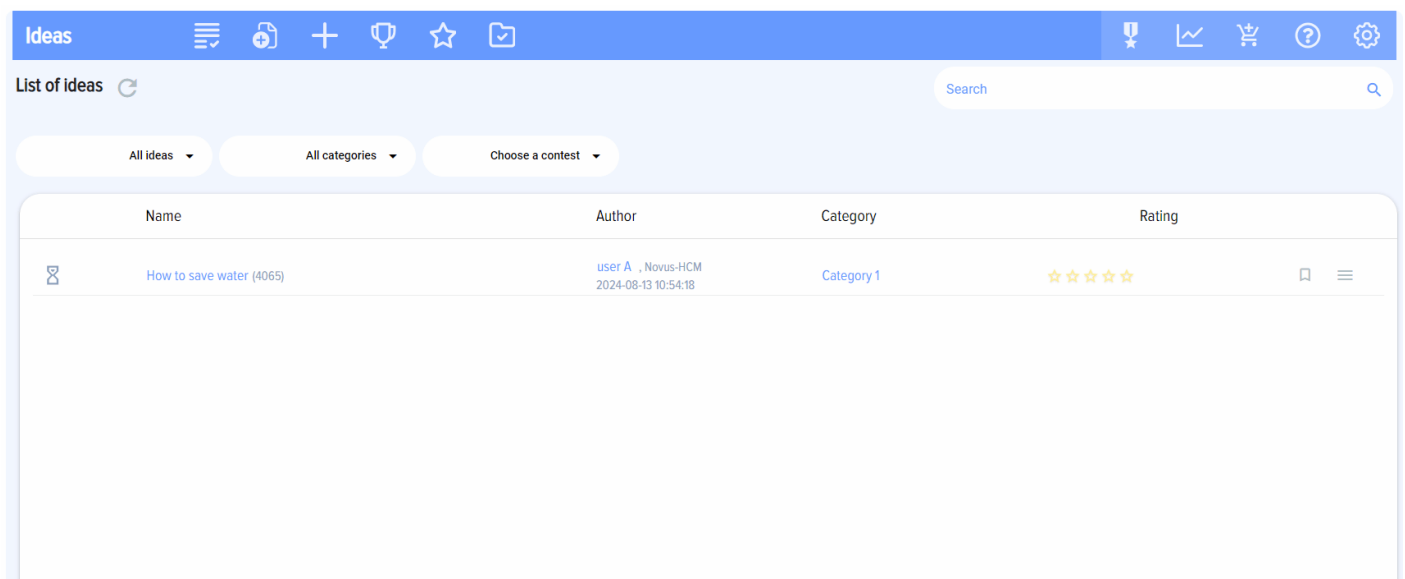 Ideas
List of ideas
Search
All ideas
All categories
Choose a contest
Name Author Category Rating
How to save water (4065)
user A , Novus-HCM
2024-08-13 10:54:18
Category 1